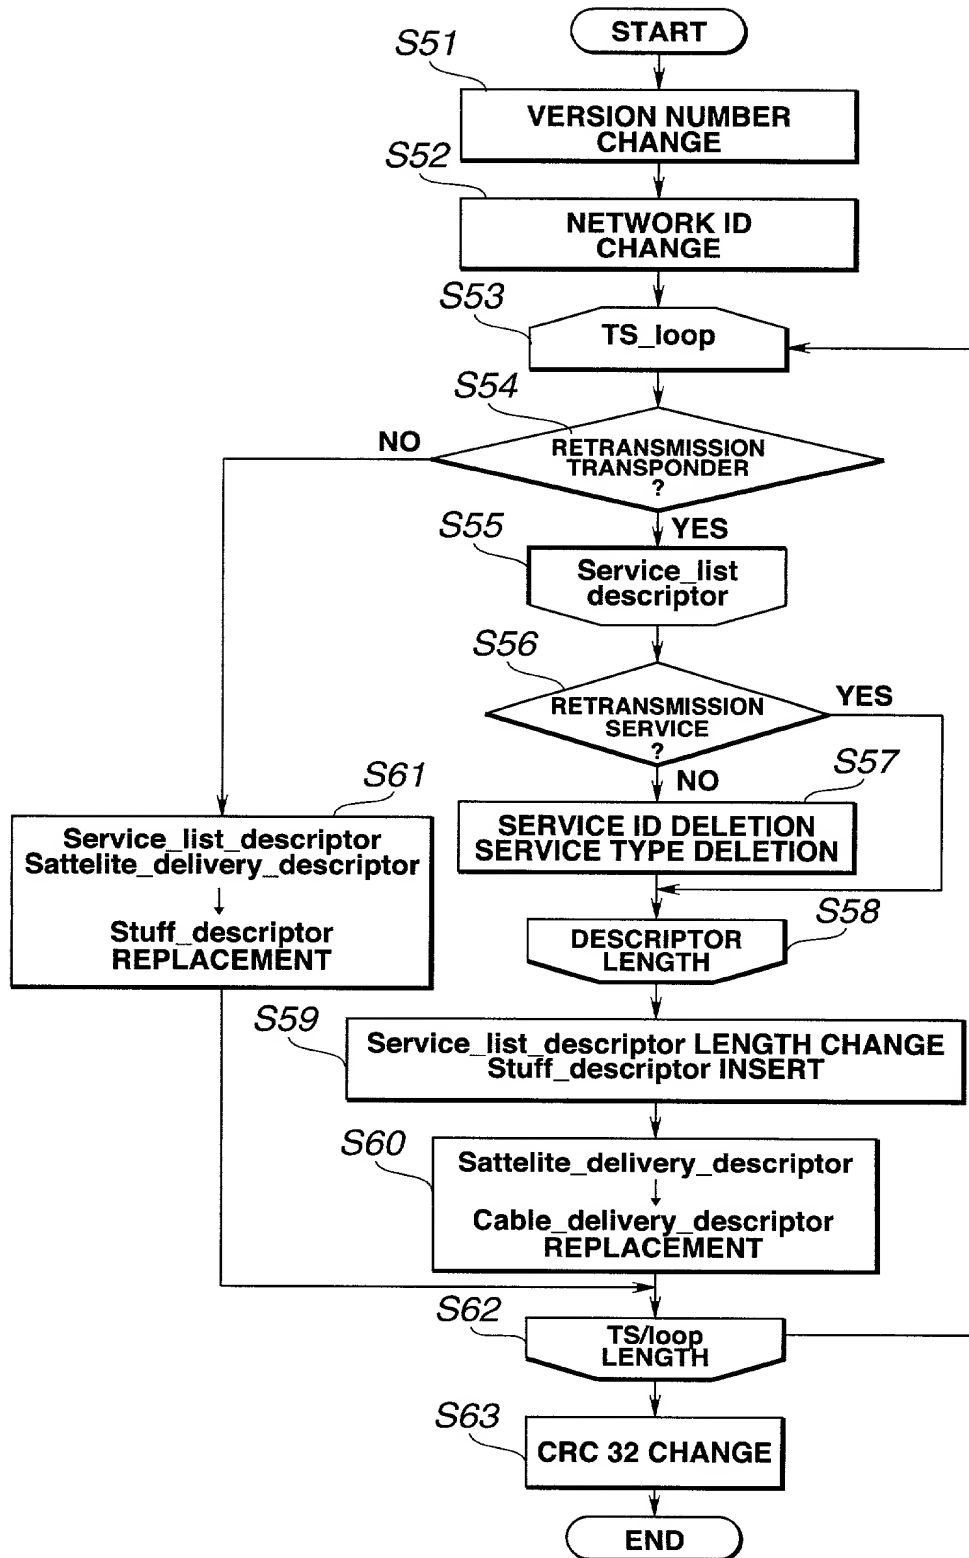 START
S51
VERSION NUMBER
CHANGE
S52
NETWORK ID
CHANGE
S53
TS_loop
S54
NO
RETRANSMISSION
TRANSPONDER
?
YES
S55
Service_list
descriptor
S56
RETRANSMISSION
SERVICE
?
YES
NO
S57
SERVICE ID DELETION
SERVICE TYPE DELETION
S61
Service_list_descriptor
Sattelite_delivery_descriptor
Stuff_descriptor
REPLACEMENT
S58
DESCRIPTOR
LENGTH
S59
Service_list_descriptor LENGTH CHANGE
Stuff_descriptor INSERT
S60
Sattelite_delivery_descriptor
Cable_delivery_descriptor
REPLACEMENT
S62
TS/loop
LENGTH
S63
CRC 32 CHANGE
END